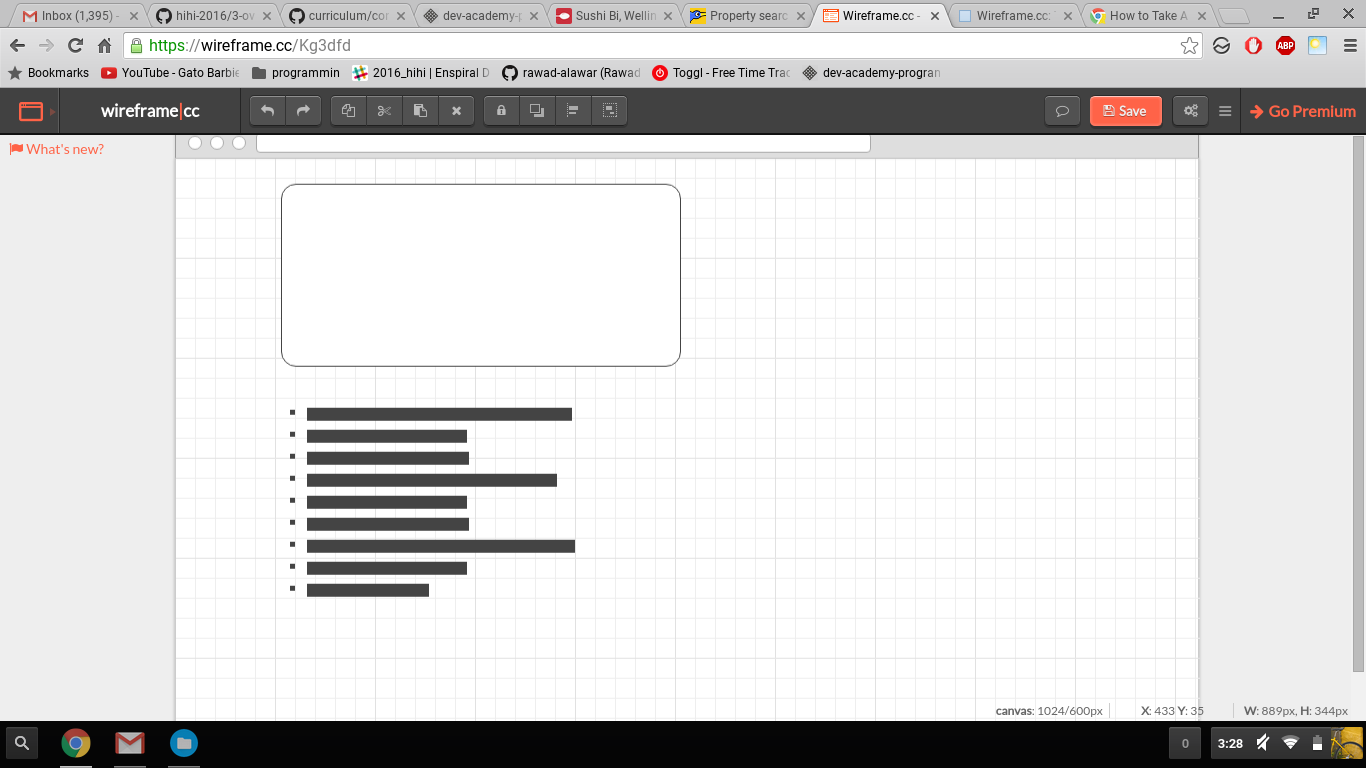 Inbox (1,395) -
hihi-2016/3-ov
curriculum/cor
dev-academy-p
Sushi Bi, Wellin
Property searc
Wireframe.cc -
Wireframe.cc:
How to Take A
https://wireframe.cc/Kg3dfd
ABP
Bookmarks
YouTube - Gato Barbie
programmin
2016_hihi | Enspiral D
rawad-alawar (Rawad
Toggl - Free Time Trac
dev-academy-program
wireframe|cc
Save
Go Premium
What's new?
canvas: 1024/600px
X: 433 Y: 35
W: 889px, H: 344px
0
3:28